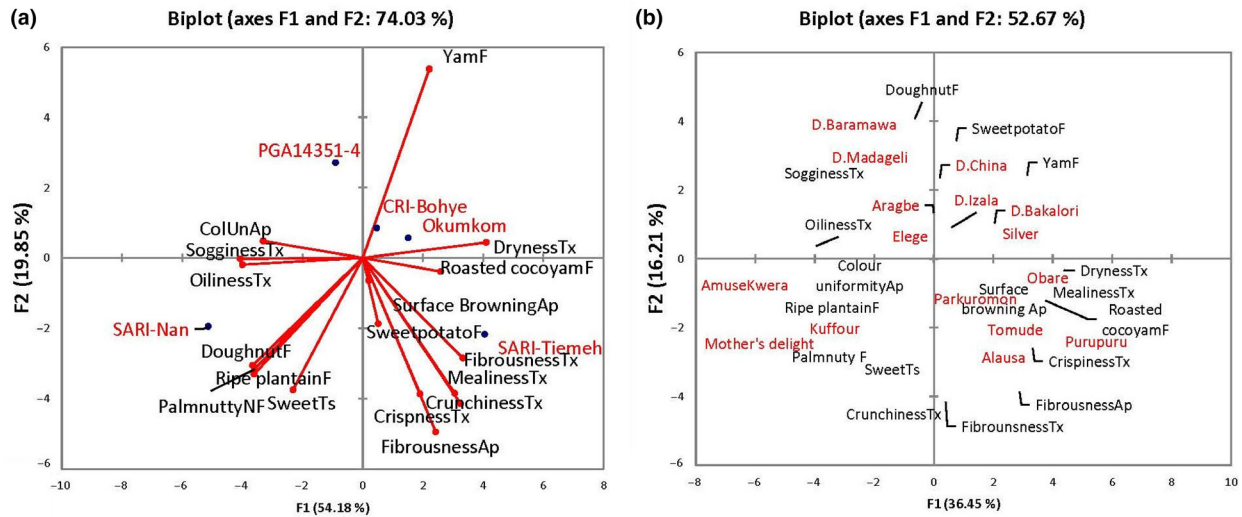 (a)
Biplot (axes F1 and F2: 74.03 %)
6
YamF
4
PGA14351-4
2
CRI-Bohye
Okumkom
ColUnAp
SogginessTx
DrynessTx
0
OilinessTx
Roasted cocoyamF
Surface BrowningAp
SARI-Nan
SweetpotatoF
SARI-Tiemeh
−2
DoughnutF
FibrousnessTx
Ripe plantainF
MealinessTx
PalmnuttyNF
SweetTs
CrunchinessTx
−4
CrispnessTx
FibrousnessAp
−6
−10
−8
−6
−4
−2
0
2
4
6
8
F2 (19.85 %)
F1 (54.18 %)
(b)
Biplot (axes F1 and F2: 52.67 %)
6
DoughnutF
4
D.Baramawa
SweetpotatoF
D.Madageli
D.China
YamF
SogginessTx
2
Aragbe
D.Izala
D.Bakalori
OilinessTx
Elege
Silver
0
Colour
uniformityAp
Obare
DrynessTx
AmuseKwera
Surface
browning Ap
MealinessTx
Parkuromon
Ripe plantainF
Roasted
cocoyamF
Kuffour
Tomude
−2
Mother's delight
Purupuru
Palmnuty F
Alausa
CrispinessTx
SweetTs
−4
FibrousnessAp
CrunchinessTx
FibrounsnessTx
−6
−8
−6
−4
−2
0
2
4
6
8
10
F2 (16.21 %)
F1 (36.45 %)